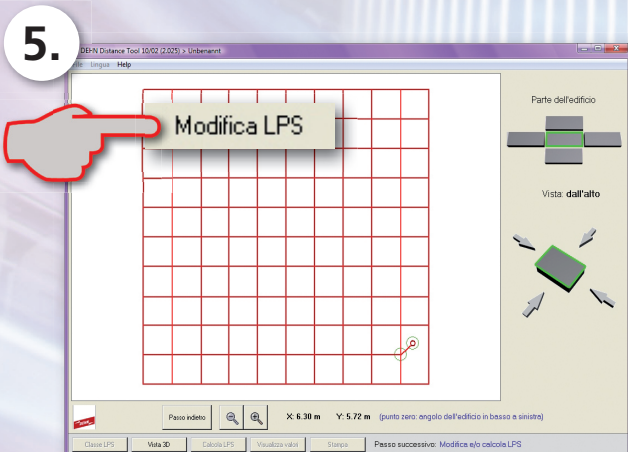 5.
DEHN Distance Tool 10/02 (2.025) > Unbenannt
File Lingua Help
Modifica LPS
Parte dell'edificio
Vista: dall'alto
Passo indietro
X: 6.30 m Y: 5.72 m (punto zero: angolo dell'edificio in basso a sinistra)
Classe LPS Vista 3D Calcola LPS Visualizza valori Stampa Passo successivo: Modifica e/o calcola LPS